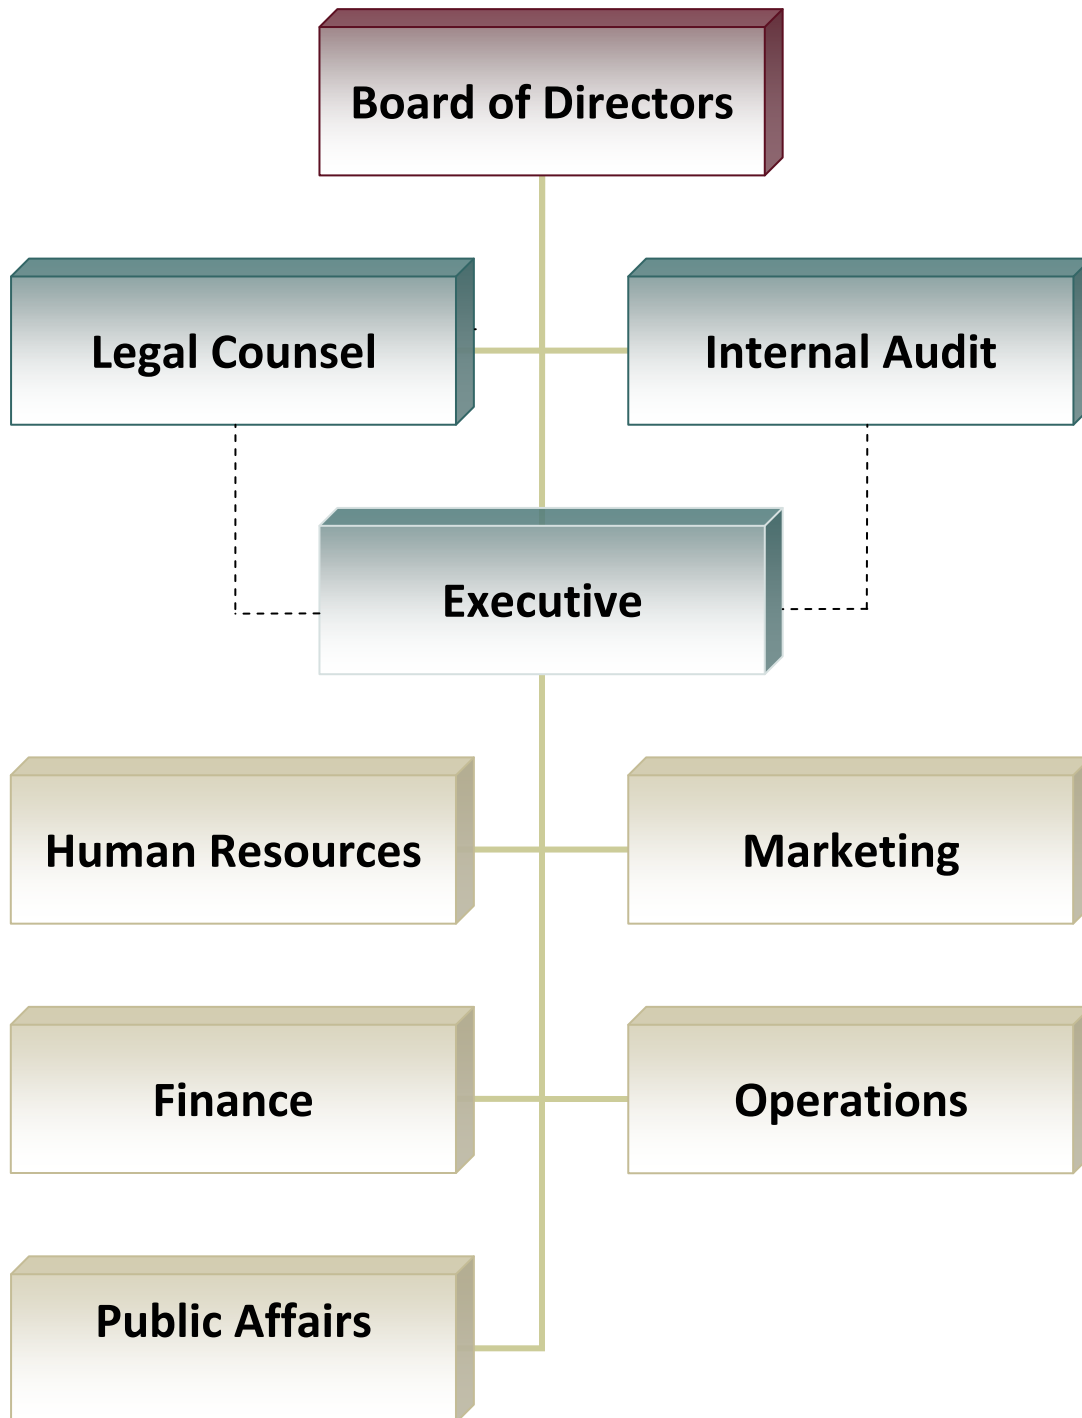 Board of Directors
Legal Counsel
Internal Audit
Executive
Human Resources
Marketing
Finance
Operations
Public Affairs